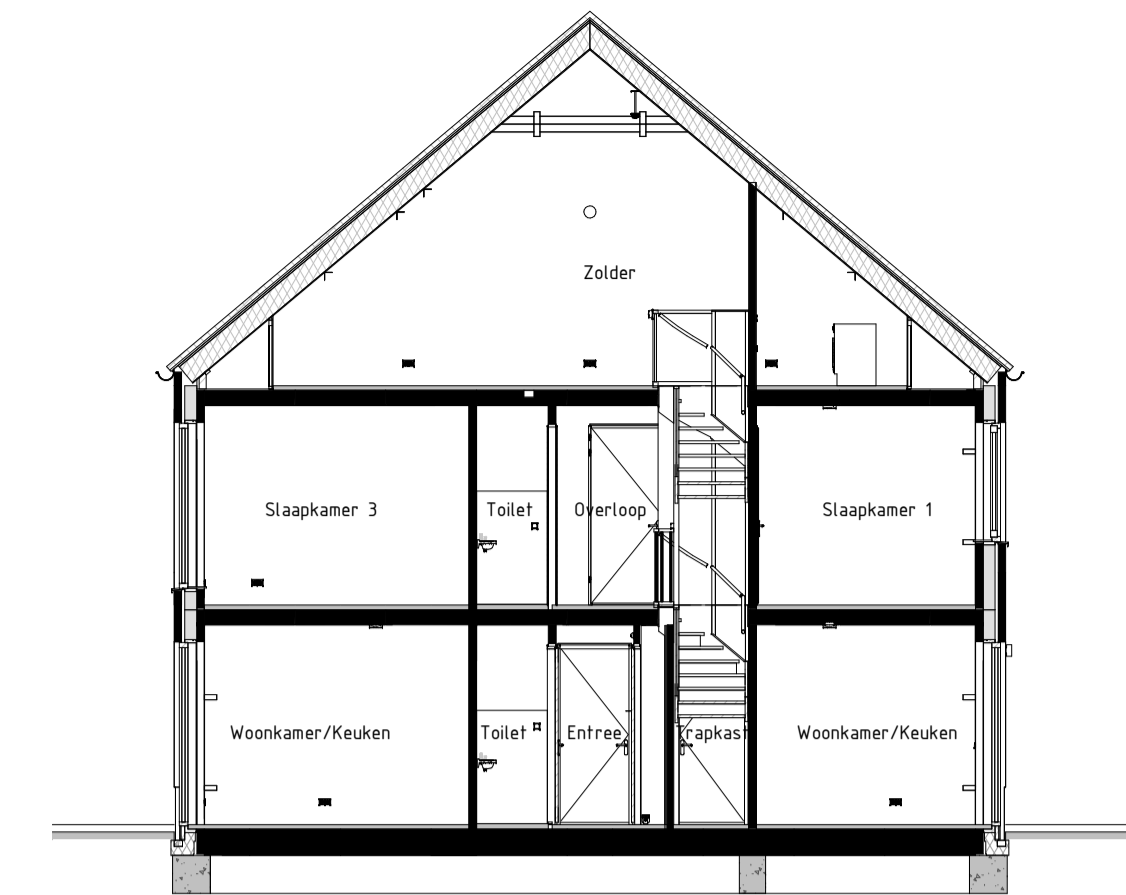 Zolder
Slaapkamer 3
Toilet
Overloop
Slaapkamer 1
Woonkamer/Keuken
Toilet
Entree
Trapkast
Woonkamer/Keuken